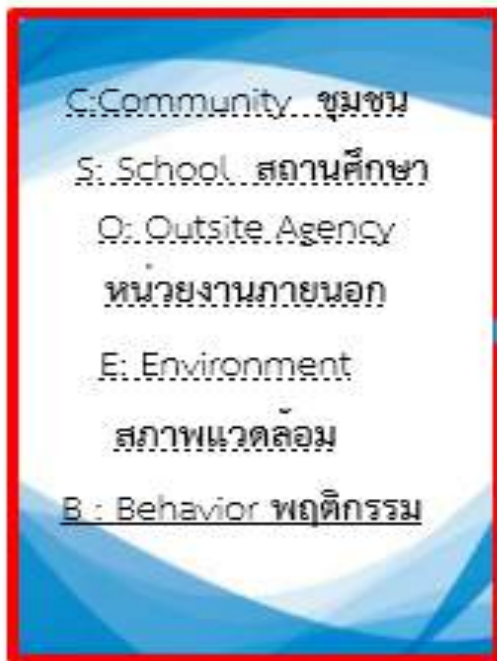 C:Community ชุมชน
S: School สถานศึกษา
O: Outsite Agency
หน่วยงานภายนอก
E: Environment
สภาพแวดล้อม
B : Behavior พฤติกรรม